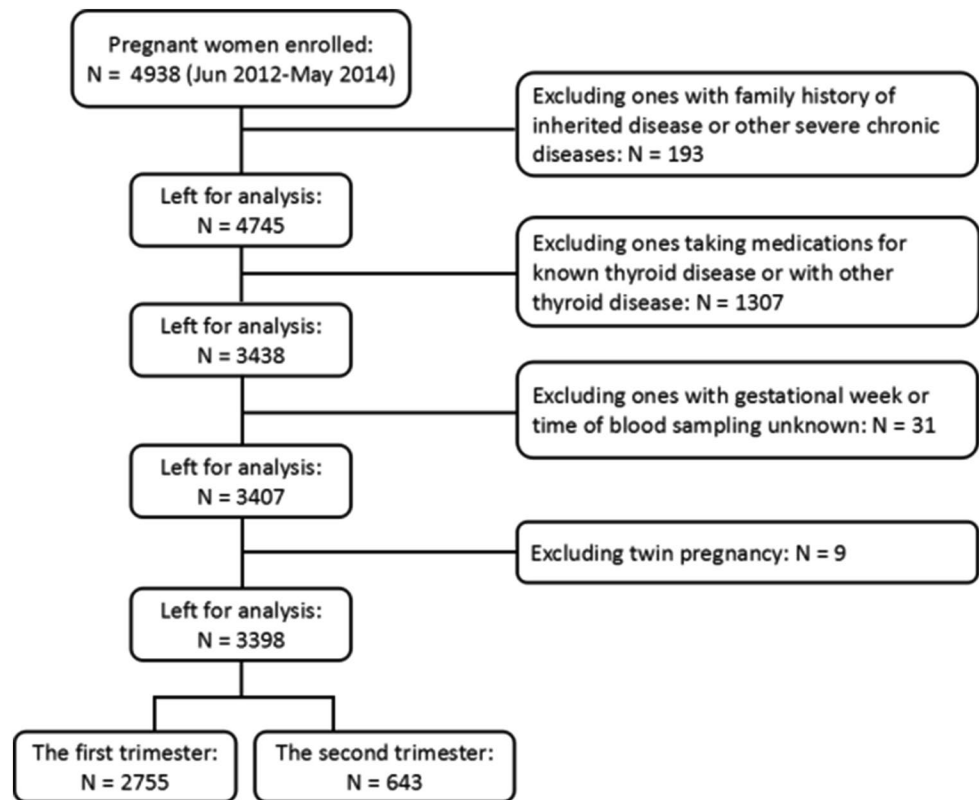 Pregnant women enrolled:
N = 4938 (Jun 2012-May 2014)
Excluding ones with family history of
inherited disease or other severe chronic
diseases: N = 193
Left for analysis:
N = 4745
Excluding ones taking medications for
known thyroid disease or with other
thyroid disease: N = 1307
Left for analysis:
N = 3438
Excluding ones with gestational week or
time of blood sampling unknown: N = 31
Left for analysis:
N = 3407
Excluding twin pregnancy: N = 9
Left for analysis:
N = 3398
The first trimester:
N = 2755
The second trimester:
N = 643